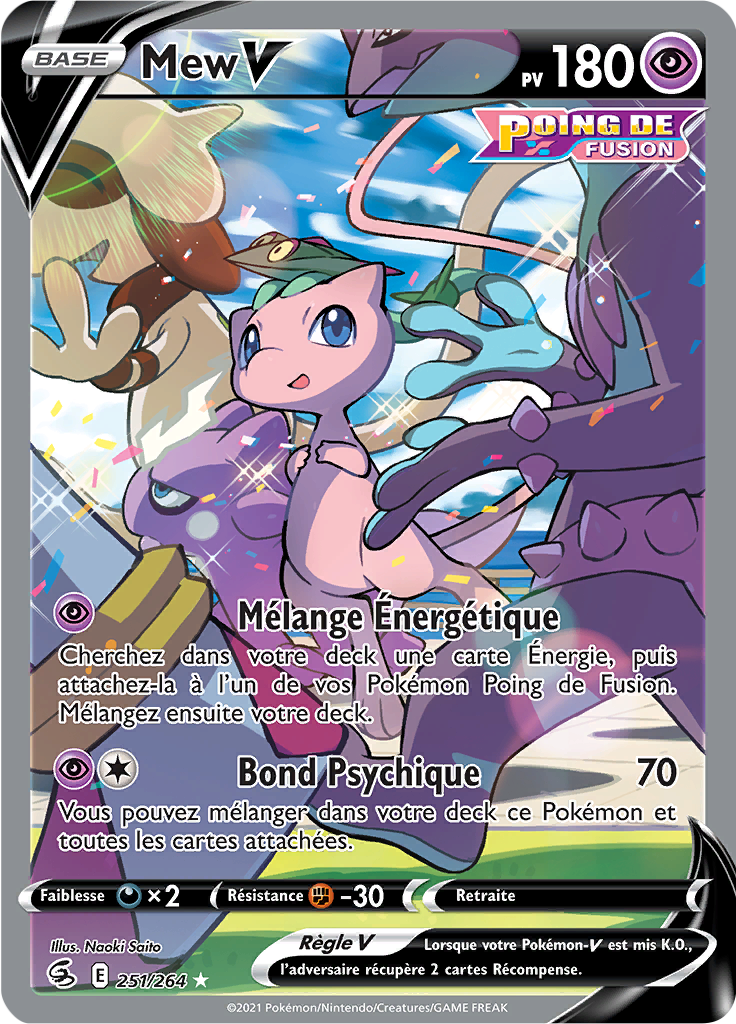 BASE Mew V PV 180
POING DE
FUSION
Mélange Énergétique
Cherchez dans votre deck une carte Énergie, puis
attachez-la à l'un de vos Pokémon Poing de Fusion.
Mélangez ensuite votre deck.
Bond Psychique 70
Vous pouvez mélanger dans votre deck ce Pokémon et
toutes les cartes attachées.
Faiblesse ×2 Résistance -30 Retraite
Illus. Naoki Saito
Règle V Lorsque votre Pokémon-V est mis K.O.,
l'adversaire récupère 2 cartes Récompense.
E 251/264 ★
©2021 Pokémon/Nintendo/Creatures/GAME FREAK